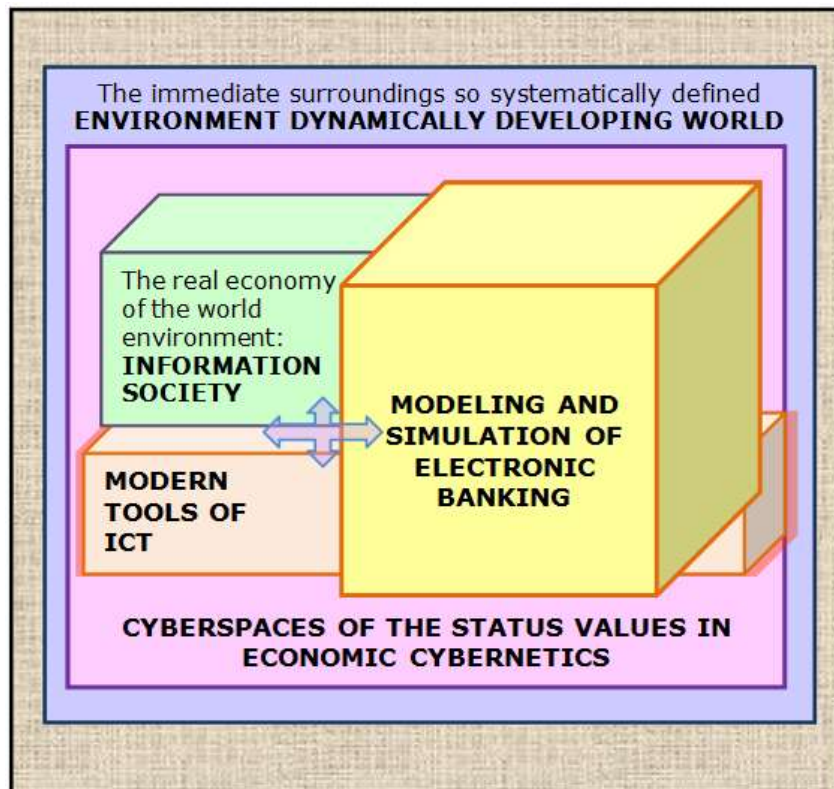 The immediate surroundings so systematically defined
ENVIRONMENT DYNAMICALLY DEVELOPING WORLD
The real economy
of the world
environment:
INFORMATION
SOCIETY
MODELING AND
SIMULATION OF
ELECTRONIC
BANKING
MODERN
TOOLS OF
ICT
CYBERSPACES OF THE STATUS VALUES IN
ECONOMIC CYBERNETICS